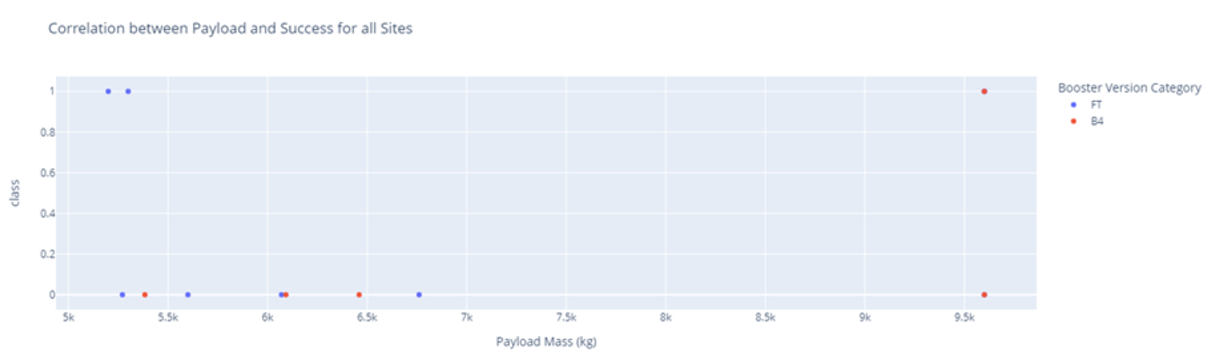 Correlation between Payload and Success for all Sites
Booster Version Category
FT
B4
class
1
0.8
0.6
0.4
0.2
0
5k 5.5k 6k 6.5k 7k 7.5k 8k 8.5k 9k 9.5k
Payload Mass (kg)